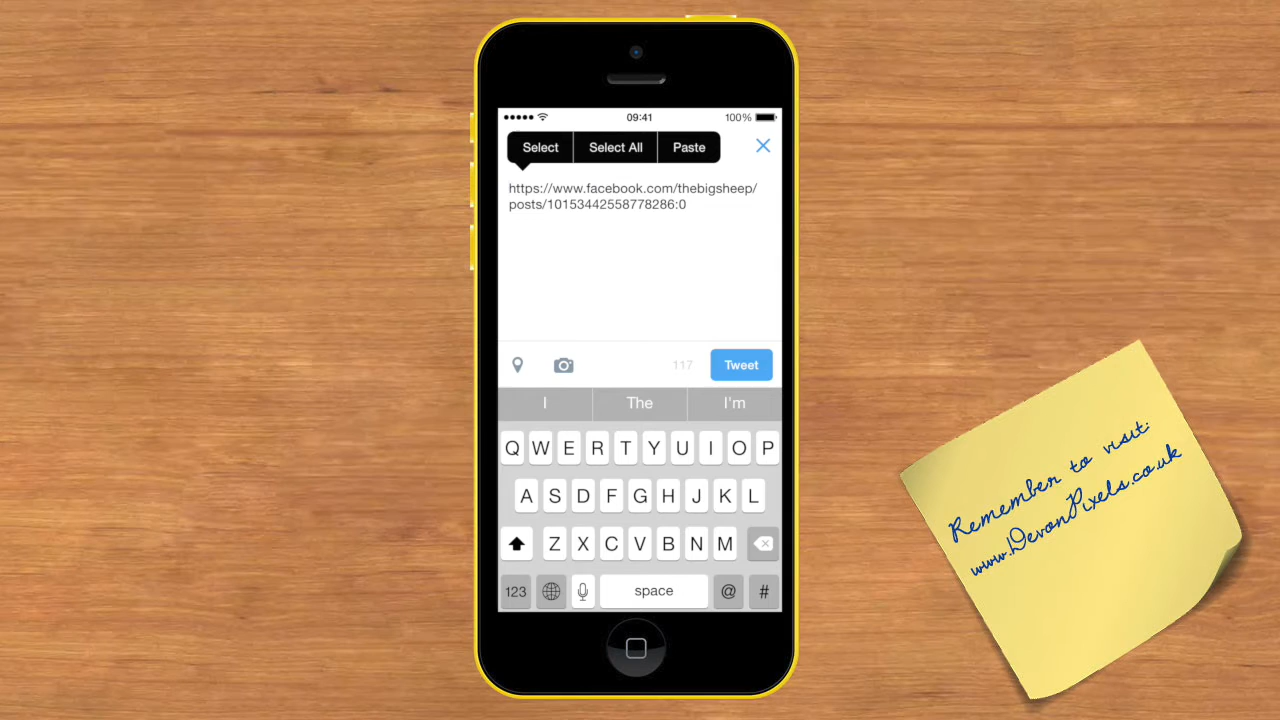 09:41
100%
Select
Select All
Paste
https://www.facebook.com/thebigsheep/
posts/10153442558778286:0
117
Tweet
I
The
I'm
Q W E R T Y U I O P
A S D F G H J K L
Z X C V B N M
123
space
@
#
Remember to visit:
www.DevonPixels.co.uk